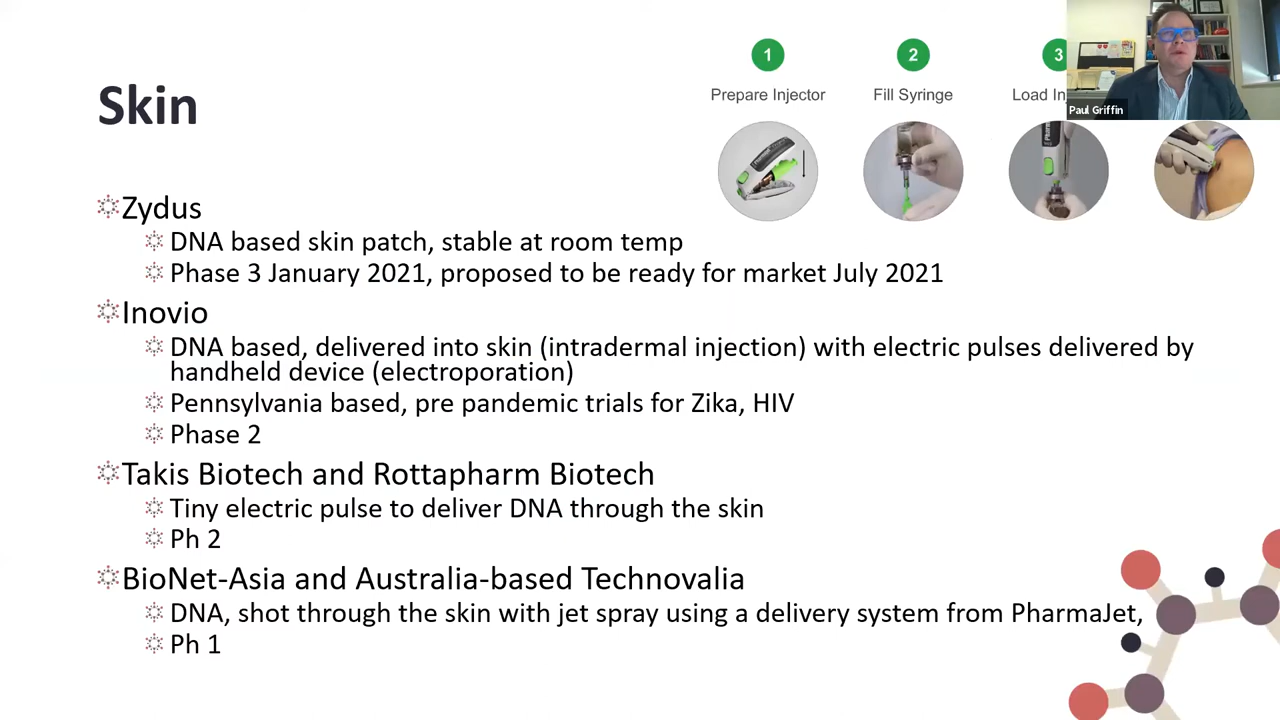 Skin
1
2
3
Prepare Injector
Fill Syringe
Load In
Paul Griffin
Zydus
DNA based skin patch, stable at room temp
Phase 3 January 2021, proposed to be ready for market July 2021
Inovio
DNA based, delivered into skin (intradermal injection) with electric pulses delivered by
handheld device (electroporation)
Pennsylvania based, pre pandemic trials for Zika, HIV
Phase 2
Takis Biotech and Rottapharm Biotech
Tiny electric pulse to deliver DNA through the skin
Ph 2
BioNet-Asia and Australia-based Technovalia
DNA, shot through the skin with jet spray using a delivery system from PharmaJet,
Ph 1